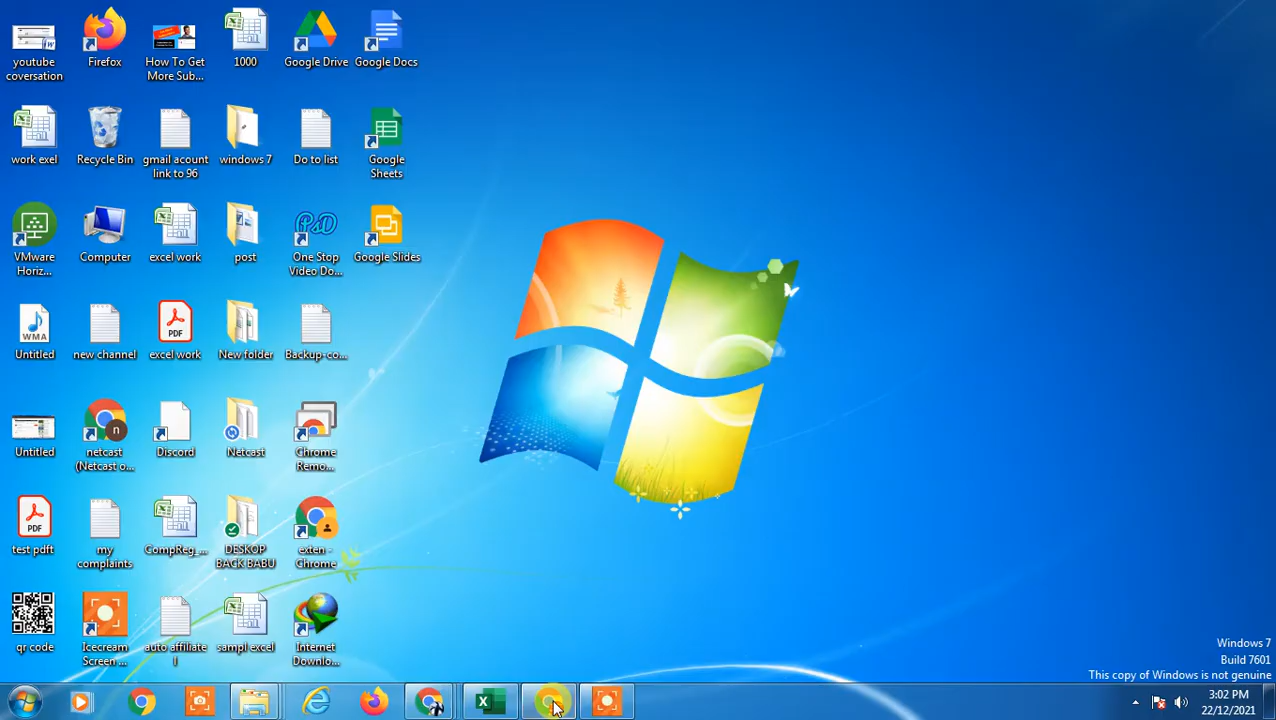 youtube
coversation
Firefox
How To Get
More Sub...
1000
Google Drive
Google Docs
work exel
Recycle Bin
gmail acount
link to 96
windows 7
Do to list
Google
Sheets
VMware
Horiz...
Computer
excel work
post
PSD
One Stop
Video Do...
Google Slides
WMA
Untitled
new channel
PDF
excel work
New folder
Backup-co...
Untitled
n
netcast
(Netcast o...
Discord
Netcast
Chrome
Remo...
PDF
test pdft
my
complaints
CompReg_...
DESKOP
BACK BABU
exten -
Chrome
qr code
Icecream
Screen ...
auto affiliate
l
sampl excel
Internet
Downlo...
Windows 7
Build 7601
This copy of Windows is not genuine
3:02 PM
22/12/2021